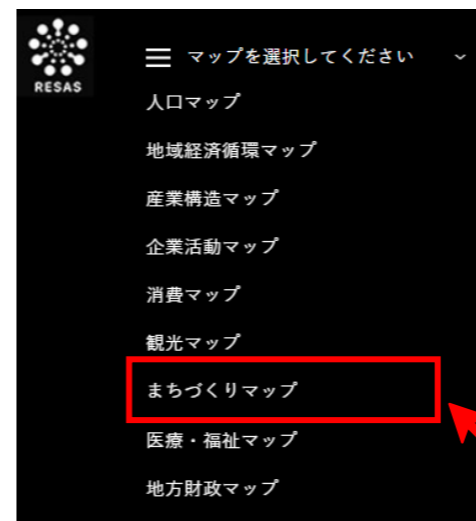 RESAS
マップを選択してください
人口マップ
地域経済循環マップ
産業構造マップ
企業活動マップ
消費マップ
観光マップ
まちづくりマップ
医療・福祉マップ
地方財政マップ